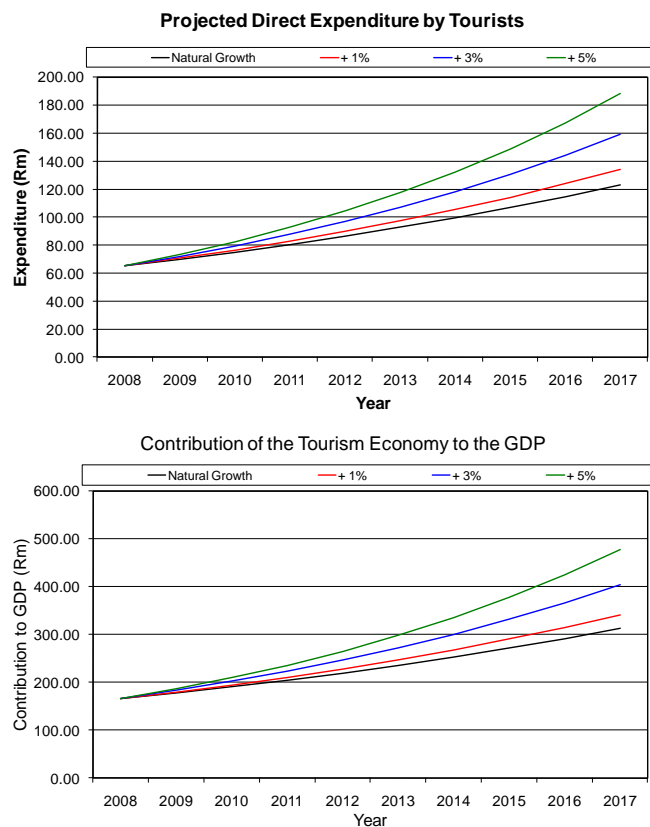 Projected Direct Expenditure by Tourists
Natural Growth + 1% + 3% + 5%
200.00
180.00
160.00
140.00
120.00
100.00
80.00
60.00
40.00
20.00
0.00
Expenditure (Rm)
2008 2009 2010 2011 2012 2013 2014 2015 2016 2017
Year
Contribution of the Tourism Economy to the GDP
Natural Growth + 1% + 3% + 5%
600.00
500.00
400.00
300.00
200.00
100.00
0.00
Contribution to GDP (Rm)
2008 2009 2010 2011 2012 2013 2014 2015 2016 2017
Year